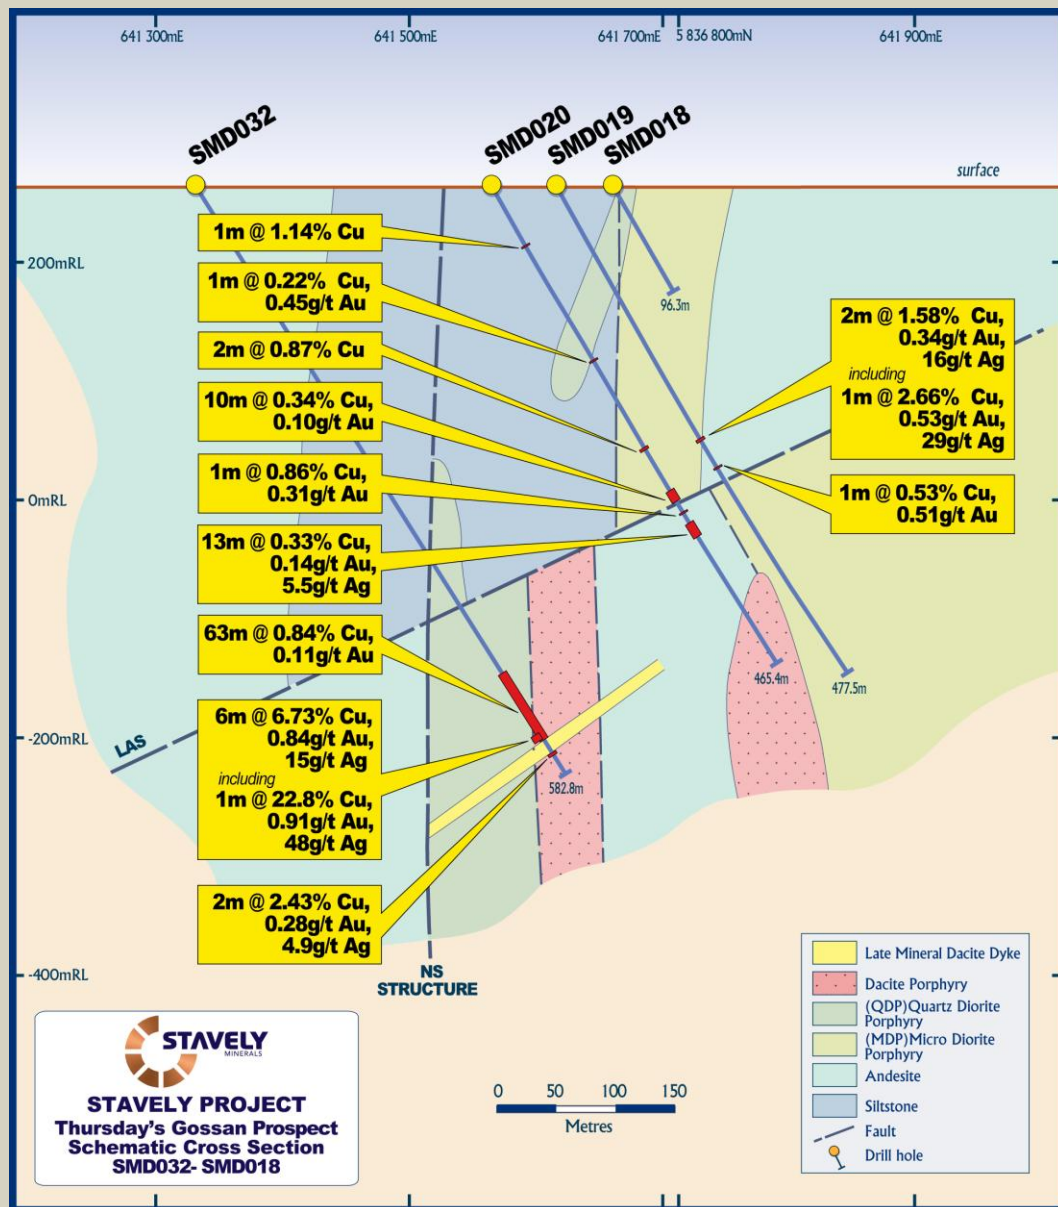 641 300mE
641 500mE
641 700mE
5 836 800mN
641 900mE
SMD032
SMD020
SMD019
SMD018
surface
200mRL
0mRL
-200mRL
-400mRL
1m @ 1.14% Cu
1m @ 0.22% Cu,
0.45g/t Au
2m @ 0.87% Cu
10m @ 0.34% Cu,
0.10g/t Au
1m @ 0.86% Cu,
0.31g/t Au
13m @ 0.33% Cu,
0.14g/t Au,
5.5g/t Ag
63m @ 0.84% Cu,
0.11g/t Au
6m @ 6.73% Cu,
0.84g/t Au,
15g/t Ag
including
1m @ 22.8% Cu,
0.91g/t Au,
48g/t Ag
2m @ 2.43% Cu,
0.28g/t Au,
4.9g/t Ag
2m @ 1.58% Cu,
0.34g/t Au,
16g/t Ag
including
1m @ 2.66% Cu,
0.53g/t Au,
29g/t Ag
1m @ 0.53% Cu,
0.51g/t Au
96.3m
465.4m
477.5m
582.8m
LAS
NS
STRUCTURE
STAVELY
MINERALS
STAVELY PROJECT
Thursday's Gossan Prospect
Schematic Cross Section
SMD032- SMD018
0 50 100 150
Metres
Late Mineral Dacite Dyke
Dacite Porphyry
(QDP)Quartz Diorite
Porphyry
(MDP)Micro Diorite
Porphyry
Andesite
Siltstone
Fault
Drill hole